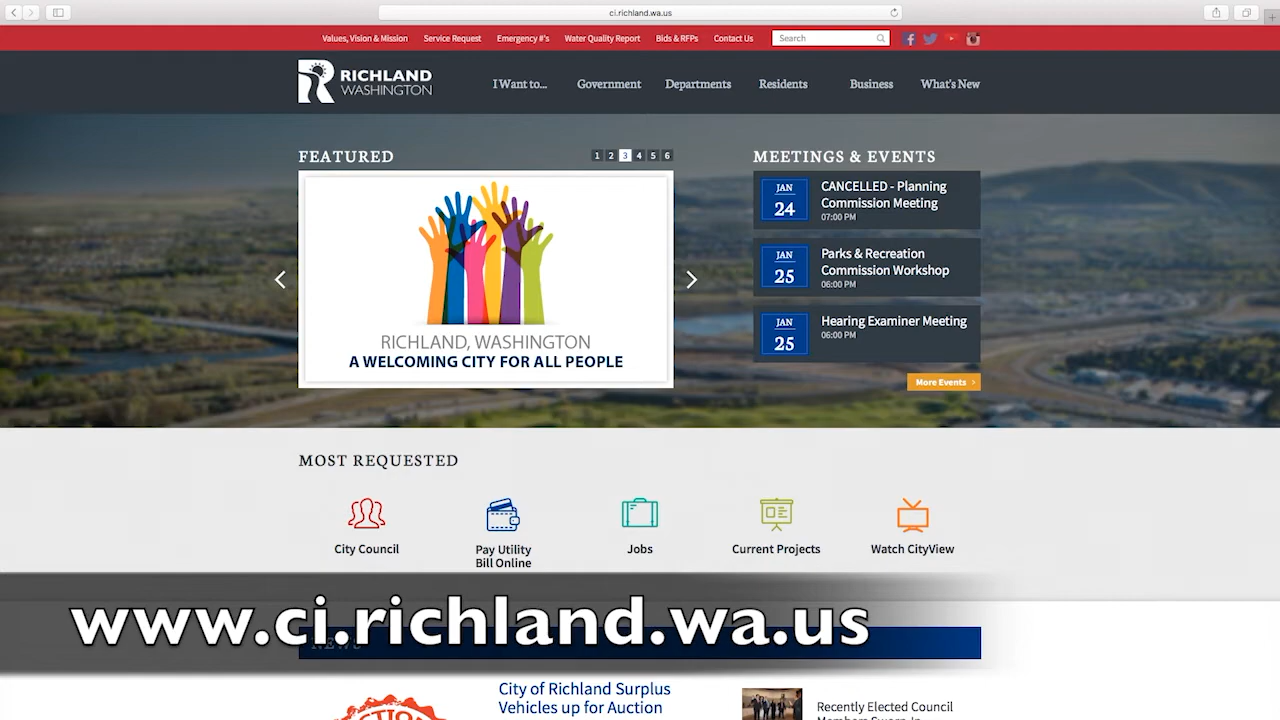 ci.richland.wa.us
Values, Vision & Mission
Service Request
Emergency #'s
Water Quality Report
Bids & RFPs
Contact Us
Search
RICHLAND
WASHINGTON
I Want to...
Government
Departments
Residents
Business
What's New
FEATURED
1 2 3 4 5 6
RICHLAND, WASHINGTON
A WELCOMING CITY FOR ALL PEOPLE
MEETINGS & EVENTS
JAN
24
CANCELLED - Planning
Commission Meeting
07:00 PM
JAN
25
Parks & Recreation
Commission Workshop
06:00 PM
JAN
25
Hearing Examiner Meeting
06:00 PM
More Events
MOST REQUESTED
City Council
Pay Utility
Bill Online
Jobs
Current Projects
Watch CityView
www.ci.richland.wa.us
NEWS
City of Richland Surplus
Vehicles up for Auction
Recently Elected Council
Members Sworn-In